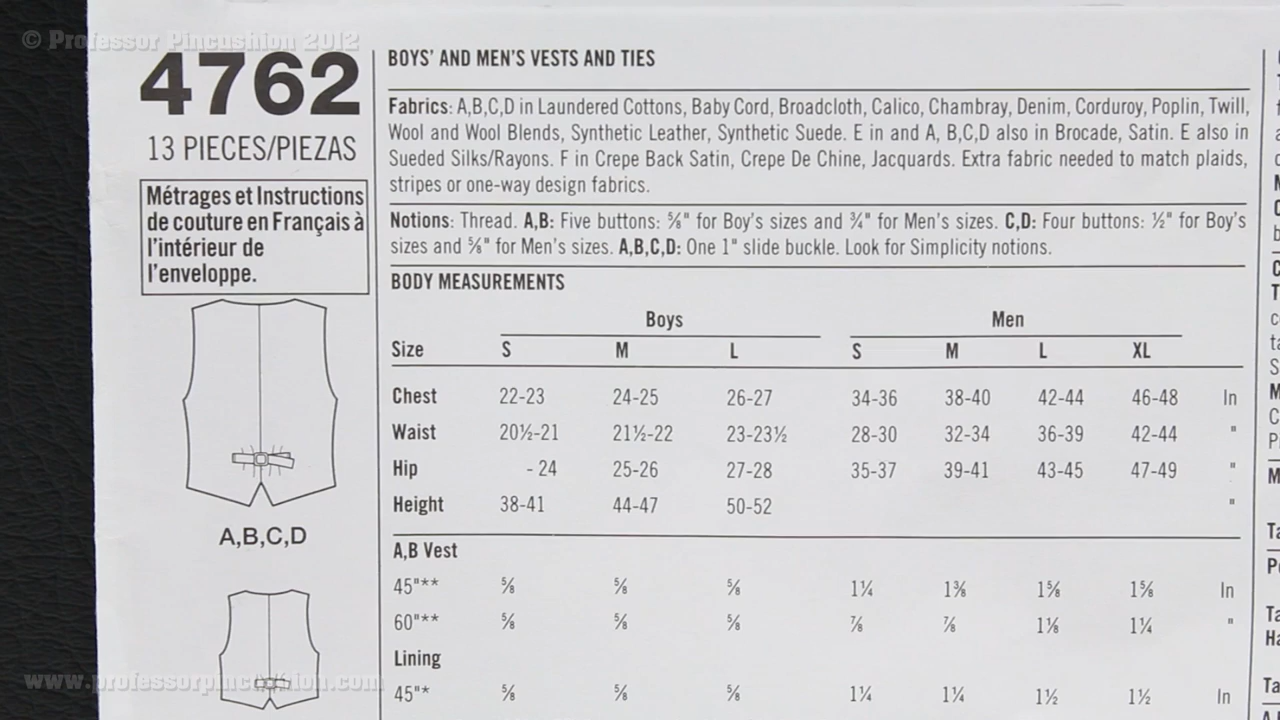 © Professor Pincushion 2012
4762
13 PIECES/PIEZAS
Métrages et Instructions
de couture en Français à
l'intérieur de
l'enveloppe.
A,B,C,D
BOYS' AND MEN'S VESTS AND TIES
Fabrics: A,B,C,D in Laundered Cottons, Baby Cord, Broadcloth, Calico, Chambray, Denim, Corduroy, Poplin, Twill,
Wool and Wool Blends, Synthetic Leather, Synthetic Suede. E in and A, B,C,D also in Brocade, Satin. E also in
Sueded Silks/Rayons. F in Crepe Back Satin, Crepe De Chine, Jacquards. Extra fabric needed to match plaids,
stripes or one-way design fabrics.
Notions: Thread. A,B: Five buttons: ⅝" for Boy's sizes and ¾" for Men's sizes. C,D: Four buttons: ½" for Boy's
sizes and ⅝" for Men's sizes. A,B,C,D: One 1" slide buckle. Look for Simplicity notions.
BODY MEASUREMENTS
Boys Men
Size S M L S M L XL
Chest 22-23 24-25 26-27 34-36 38-40 42-44 46-48 In
Waist 20½-21 21½-22 23-23½ 28-30 32-34 36-39 42-44 "
Hip - 24 25-26 27-28 35-37 39-41 43-45 47-49 "
Height 38-41 44-47 50-52 "
A,B Vest
45"** ⅝ ⅝ ⅝ 1¼ 1⅜ 1⅝ 1⅝ In
60"** ⅝ ⅝ ⅝ ⅞ ⅞ 1⅛ 1¼ "
Lining
45"* ⅝ ⅝ ⅝ 1¼ 1¼ 1½ 1½ In
www.professorpincushion.com